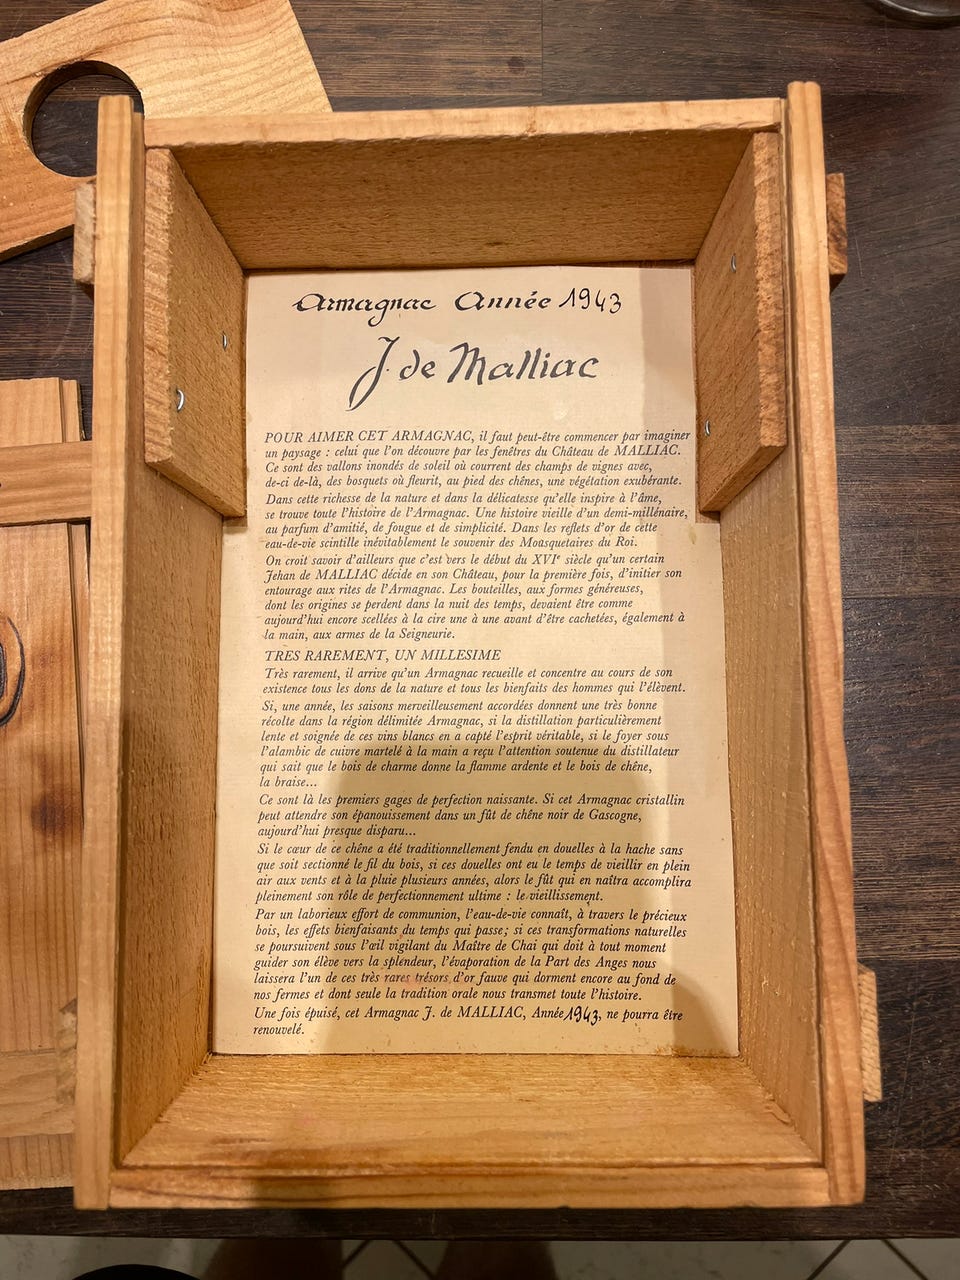 Armagnac Année 1943
J. de Malliac
POUR AIMER CET ARMAGNAC, il faut peut-être commencer par imaginer
un paysage : celui que l'on découvre par les fenêtres du Château de MALLIAC.
Ce sont des vallons inondés de soleil où courrent des champs de vignes avec,
de-ci de-là, des bosquets où fleurit, au pied des chênes, une végétation exubérante.
Dans cette richesse de la nature et dans la délicatesse qu'elle inspire à l'âme,
se trouve toute l'histoire de l'Armagnac. Une histoire vieille d'un demi-millénaire,
au parfum d'amitié, de fougue et de simplicité. Dans les reflets d'or de cette
eau-de-vie scintille inévitablement le souvenir des Mousquetaires du Roi.
On croit savoir d'ailleurs que c'est vers le début du XVIe siècle qu'un certain
Jehan de MALLIAC décide en son Château, pour la première fois, d'initier son
entourage aux rites de l'Armagnac. Les bouteilles, aux formes généreuses,
dont les origines se perdent dans la nuit des temps, devaient être comme
aujourd'hui encore scellées à la cire une à une avant d'être cachetées, également à
la main, aux armes de la Seigneurie.
TRES RAREMENT, UN MILLESIME
Très rarement, il arrive qu'un Armagnac recueille et concentre au cours de son
existence tous les dons de la nature et tous les bienfaits des hommes qui l'élèvent.
Si, une année, les saisons merveilleusement accordées donnent une très bonne
récolte dans la région délimitée Armagnac, si la distillation particulièrement
lente et soignée de ces vins blancs en a capté l'esprit véritable, si le foyer sous
l'alambic de cuivre martelé à la main a reçu l'attention soutenue du distillateur
qui sait que le bois de charme donne la flamme ardente et le bois de chêne,
la braise...
Ce sont là les premiers gages de perfection naissante. Si cet Armagnac cristallin
peut attendre son épanouissement dans un fût de chêne noir de Gascogne,
aujourd'hui presque disparu...
Si le cœur de ce chêne a été traditionnellement fendu en douelles à la hache sans
que soit sectionné le fil du bois, si ces douelles ont eu le temps de vieillir en plein
air aux vents et à la pluie plusieurs années, alors le fût qui en naîtra accomplira
pleinement son rôle de perfectionnement ultime : le vieillissement.
Par un laborieux effort de communion, l'eau-de-vie connaît, à travers le précieux
bois, les effets bienfaisants du temps qui passe; si ces transformations naturelles
se poursuivent sous l'œil vigilant du Maître de Chai qui doit à tout moment
guider son élève vers la splendeur, l'évaporation de la Part des Anges nous
laissera l'un de ces très rares trésors d'or fauve qui dorment encore au fond de
nos fermes et dont seule la tradition orale nous transmet toute l'histoire.
Une fois épuisé, cet Armagnac J. de MALLIAC, Année 1943, ne pourra être
renouvelé.